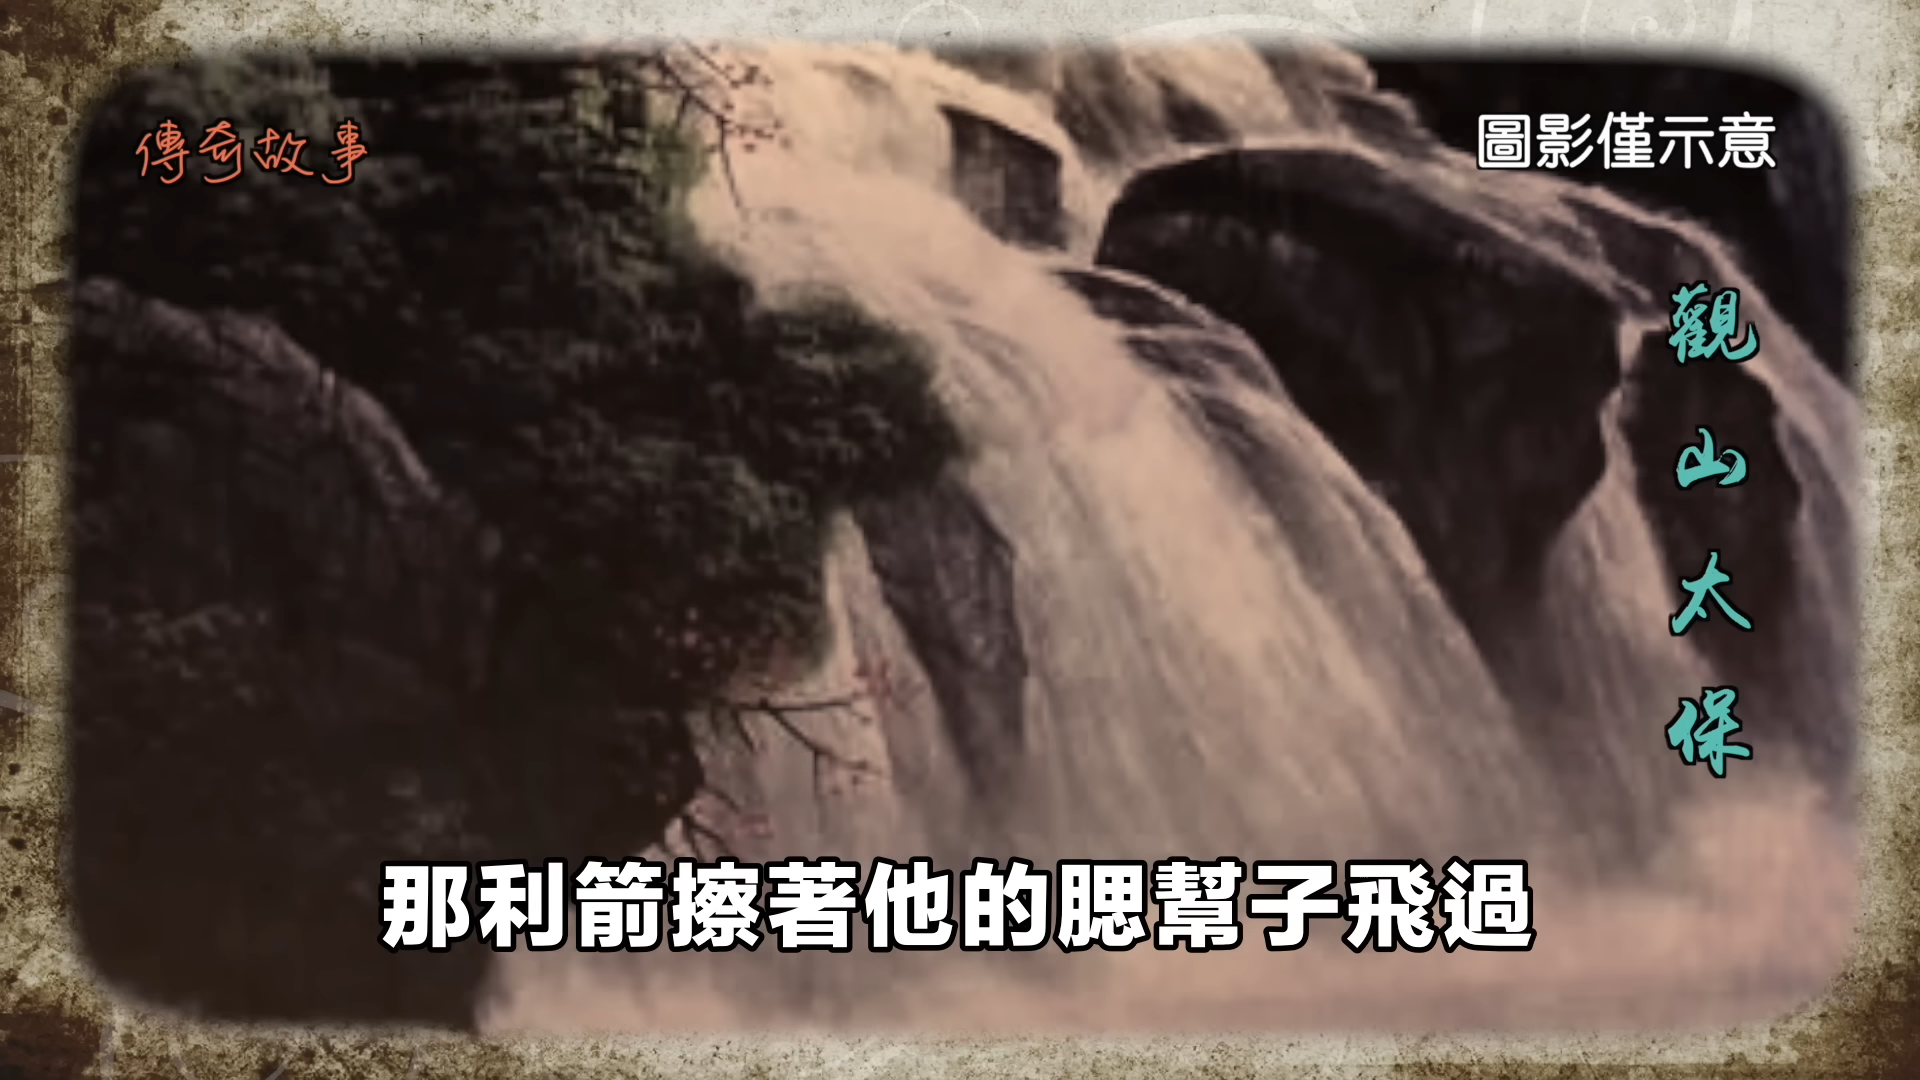 傳奇故事
圖影僅示意
觀山太保
那利箭擦著他的腮幫子飛過